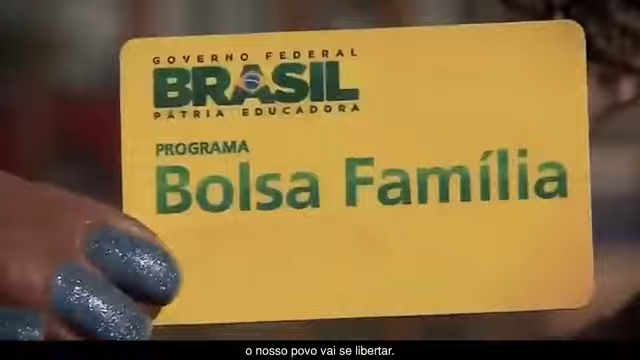 GOVERNO FEDERAL
BRASIL
PÁTRIA EDUCADORA
PROGRAMA
Bolsa Família
o nosso povo vai se libertar.